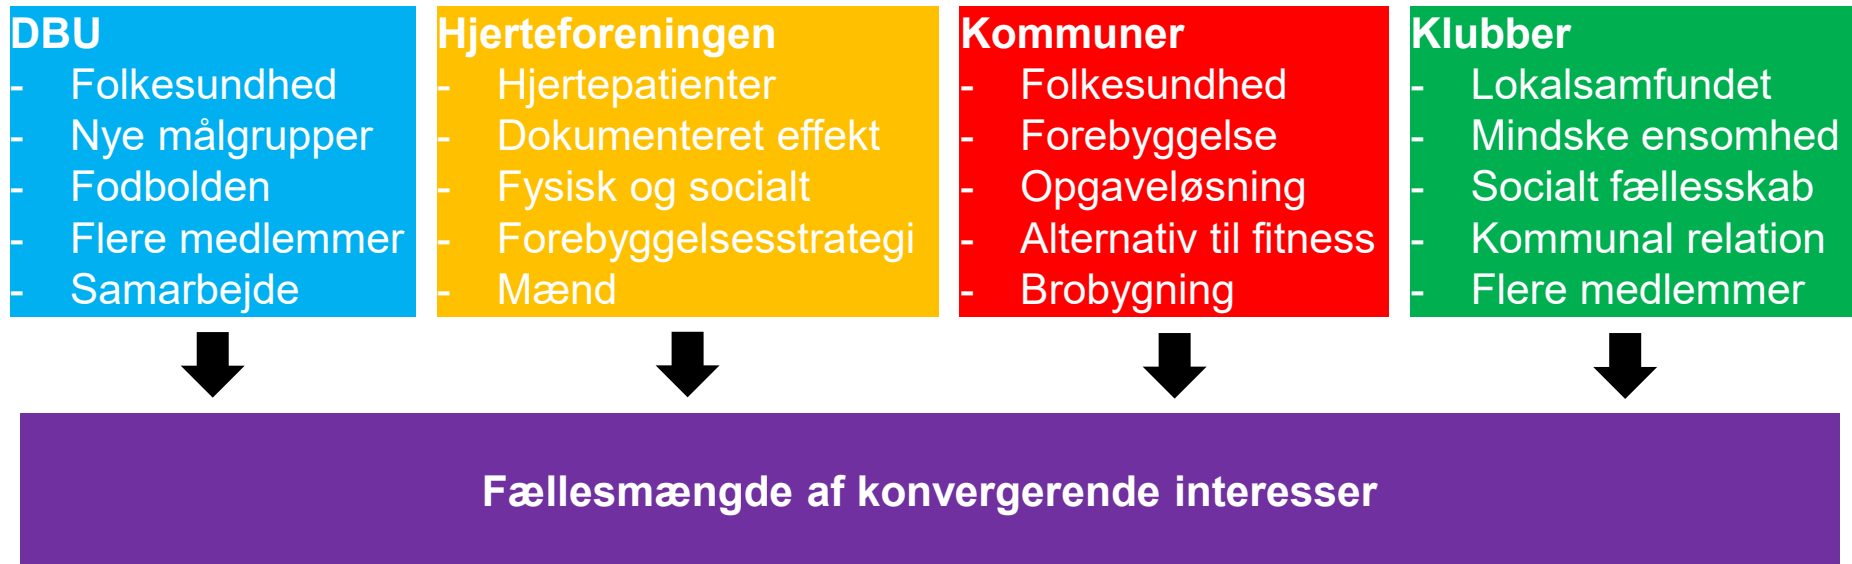 DBU
- Folkesundhed
- Nye målgrupper
- Fodbolden
- Flere medlemmer
- Samarbejde
Hjerteforeningen
- Hjertepatienter
- Dokumenteret effekt
- Fysisk og socialt
- Forebyggelsesstrategi
- Mænd
Kommuner
- Folkesundhed
- Forebyggelse
- Opgaveløsning
- Alternativ til fitness
- Brobygning
Klubber
- Lokalsamfundet
- Mindske ensomhed
- Socialt fællesskab
- Kommunal relation
- Flere medlemmer
Fællesmængde af konvergerende interesser